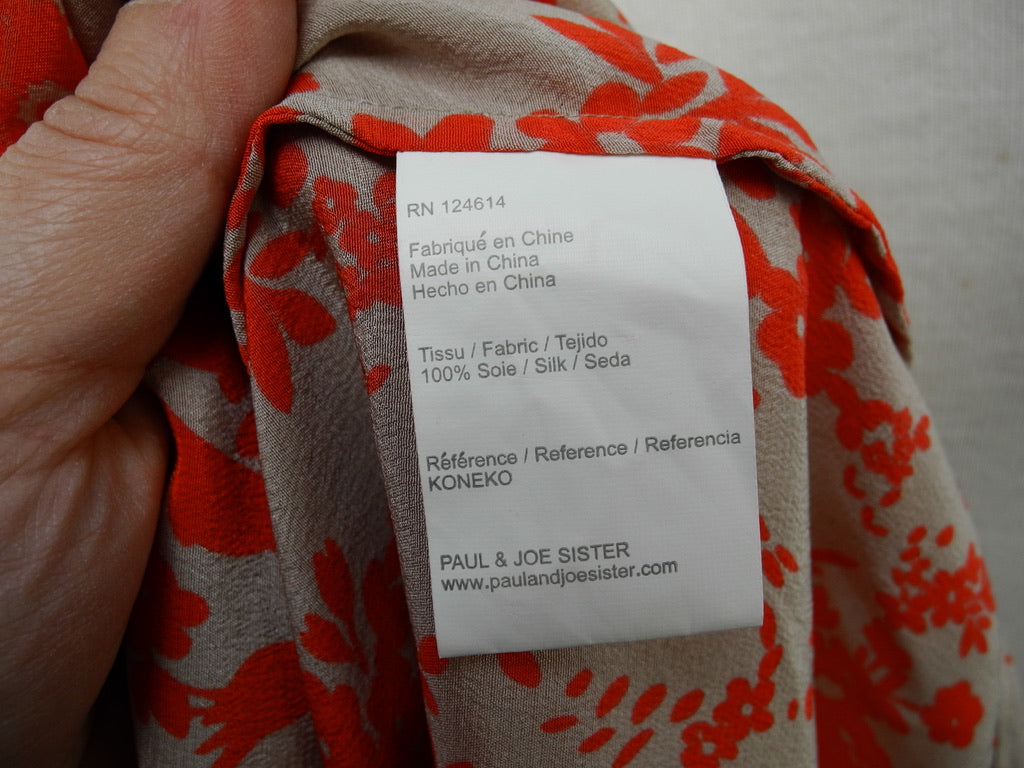 RN 124614
Fabriqué en Chine
Made in China
Hecho en China
Tissu / Fabric / Tejido
100% Soie / Silk / Seda
Référence / Reference / Referencia
KONEKO
PAUL & JOE SISTER
www.paulandjoesister.com